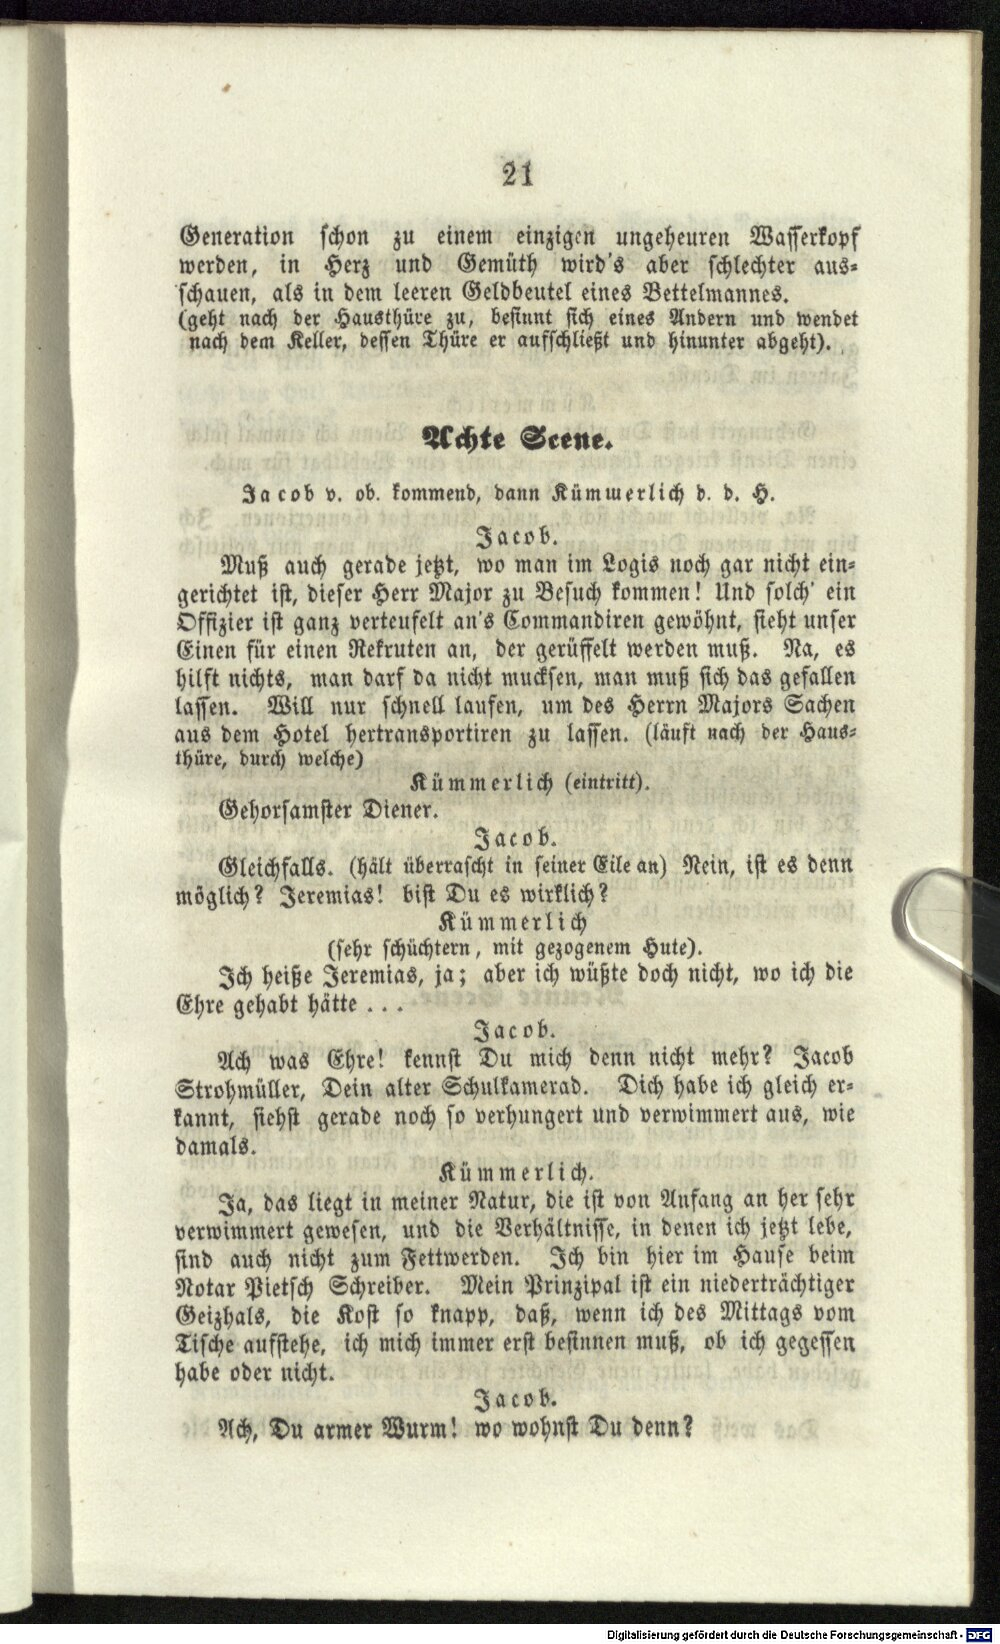 21
Generation schon zu einem einzigen ungeheuren Wasserkopf
werden, in Herz und Gemüth wird's aber schlechter aus-
schauen, als in dem leeren Geldbeutel eines Bettelmannes.
(geht nach der Hausthüre zu, besinnt sich eines Andern und wendet
nach dem Keller, dessen Thüre er aufschließt und hinunter abgeht).
Achte Scene.
Jacob v. ob. kommend, dann Kümmerlich d. d. H.
Jacob.
Muß auch gerade jetzt, wo man im Logis noch gar nicht ein-
gerichtet ist, dieser Herr Major zu Besuch kommen! Und solch' ein
Offizier ist ganz verteufelt an's Commandiren gewöhnt, sieht unser
Einen für einen Rekruten an, der gerüffelt werden muß. Na, es
hilft nichts, man darf da nicht mucksen, man muß sich das gefallen
lassen. Will nur schnell laufen, um des Herrn Majors Sachen
aus dem Hotel hertransportiren zu lassen. (läuft nach der Haus-
thüre, durch welche)
Kümmerlich (eintritt).
Gehorsamster Diener.
Jacob.
Gleichfalls. (hält überrascht in seiner Eile an) Nein, ist es denn
möglich? Jeremias! bist Du es wirklich?
Kümmerlich
(sehr schüchtern, mit gezogenem Hute).
Ich heiße Jeremias, ja; aber ich wüßte doch nicht, wo ich die
Ehre gehabt hätte . . .
Jacob.
Ach was Ehre! kennst Du mich denn nicht mehr? Jacob
Strohmüller, Dein alter Schulkamerad. Dich habe ich gleich er-
kannt, siehst gerade noch so verhungert und verwimmert aus, wie
damals.
Kümmerlich.
Ja, das liegt in meiner Natur, die ist von Anfang an her sehr
verwimmert gewesen, und die Verhältnisse, in denen ich jetzt lebe,
sind auch nicht zum Fettwerden. Ich bin hier im Hause beim
Notar Pietsch Schreiber. Mein Prinzipal ist ein niederträchtiger
Geizhals, die Kost so knapp, daß, wenn ich des Mittags vom
Tische aufstehe, ich mich immer erst besinnen muß, ob ich gegessen
habe oder nicht.
Jacob.
Ach, Du armer Wurm! wo wohnst Du denn?
Digitalisierung gefördert durch die Deutsche Forschungsgemeinschaft - DFG